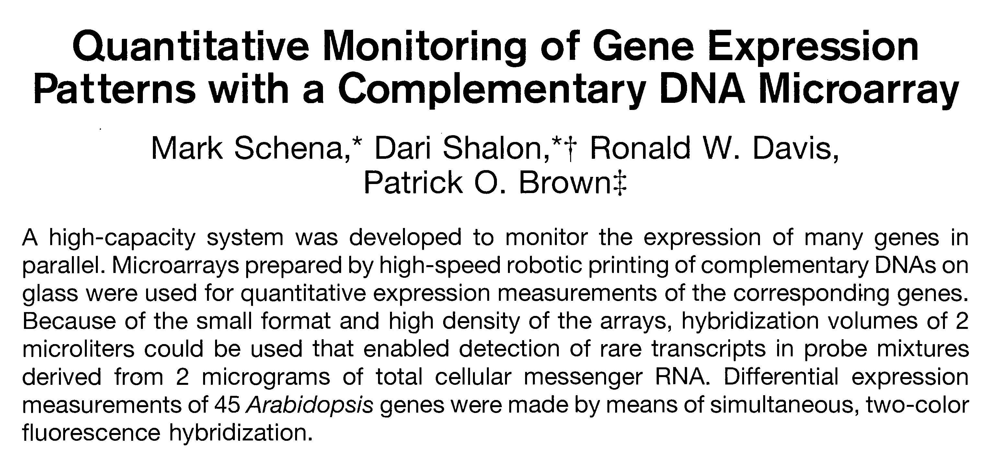 Quantitative Monitoring of Gene Expression
Patterns with a Complementary DNA Microarray
Mark Schena,* Dari Shalon,*† Ronald W. Davis,
Patrick O. Brown‡
A high-capacity system was developed to monitor the expression of many genes in
parallel. Microarrays prepared by high-speed robotic printing of complementary DNAs on
glass were used for quantitative expression measurements of the corresponding genes.
Because of the small format and high density of the arrays, hybridization volumes of 2
microliters could be used that enabled detection of rare transcripts in probe mixtures
derived from 2 micrograms of total cellular messenger RNA. Differential expression
measurements of 45 Arabidopsis genes were made by means of simultaneous, two-color
fluorescence hybridization.